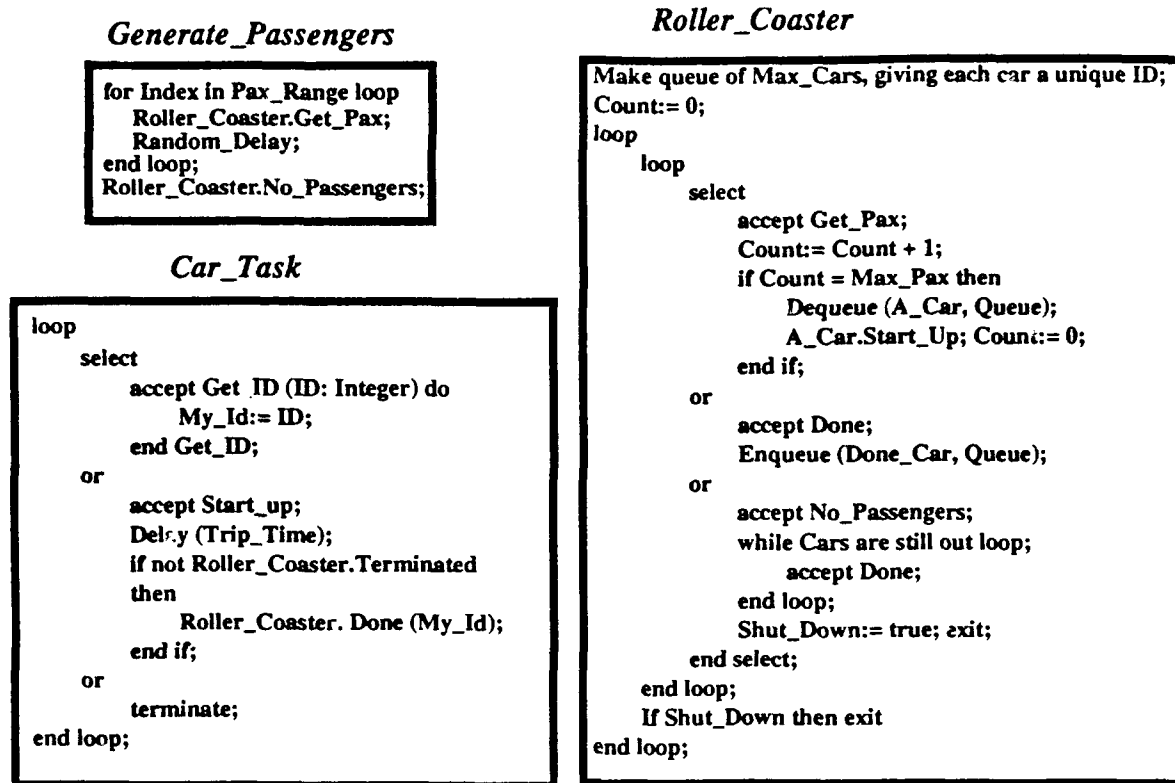 Generate_Passengers
for Index in Pax_Range loop
Roller_Coaster.Get_Pax;
Random_Delay;
end loop;
Roller_Coaster.No_Passengers;
Car_Task
loop
select
accept Get_ID (ID: Integer) do
My_Id:= ID;
end Get_ID;
or
accept Start_up;
Delay (Trip_Time);
if not Roller_Coaster.Terminated
then
Roller_Coaster. Done (My_Id);
end if;
or
terminate;
end loop;
Roller_Coaster
Make queue of Max_Cars, giving each car a unique ID;
Count:= 0;
loop
loop
select
accept Get_Pax;
Count:= Count + 1;
if Count = Max_Pax then
Dequeue (A_Car, Queue);
A_Car.Start_Up; Count:= 0;
end if;
or
accept Done;
Enqueue (Done_Car, Queue);
or
accept No_Passengers;
while Cars are still out loop;
accept Done;
end loop;
Shut_Down:= true; exit;
end select;
end loop;
If Shut_Down then exit
end loop;